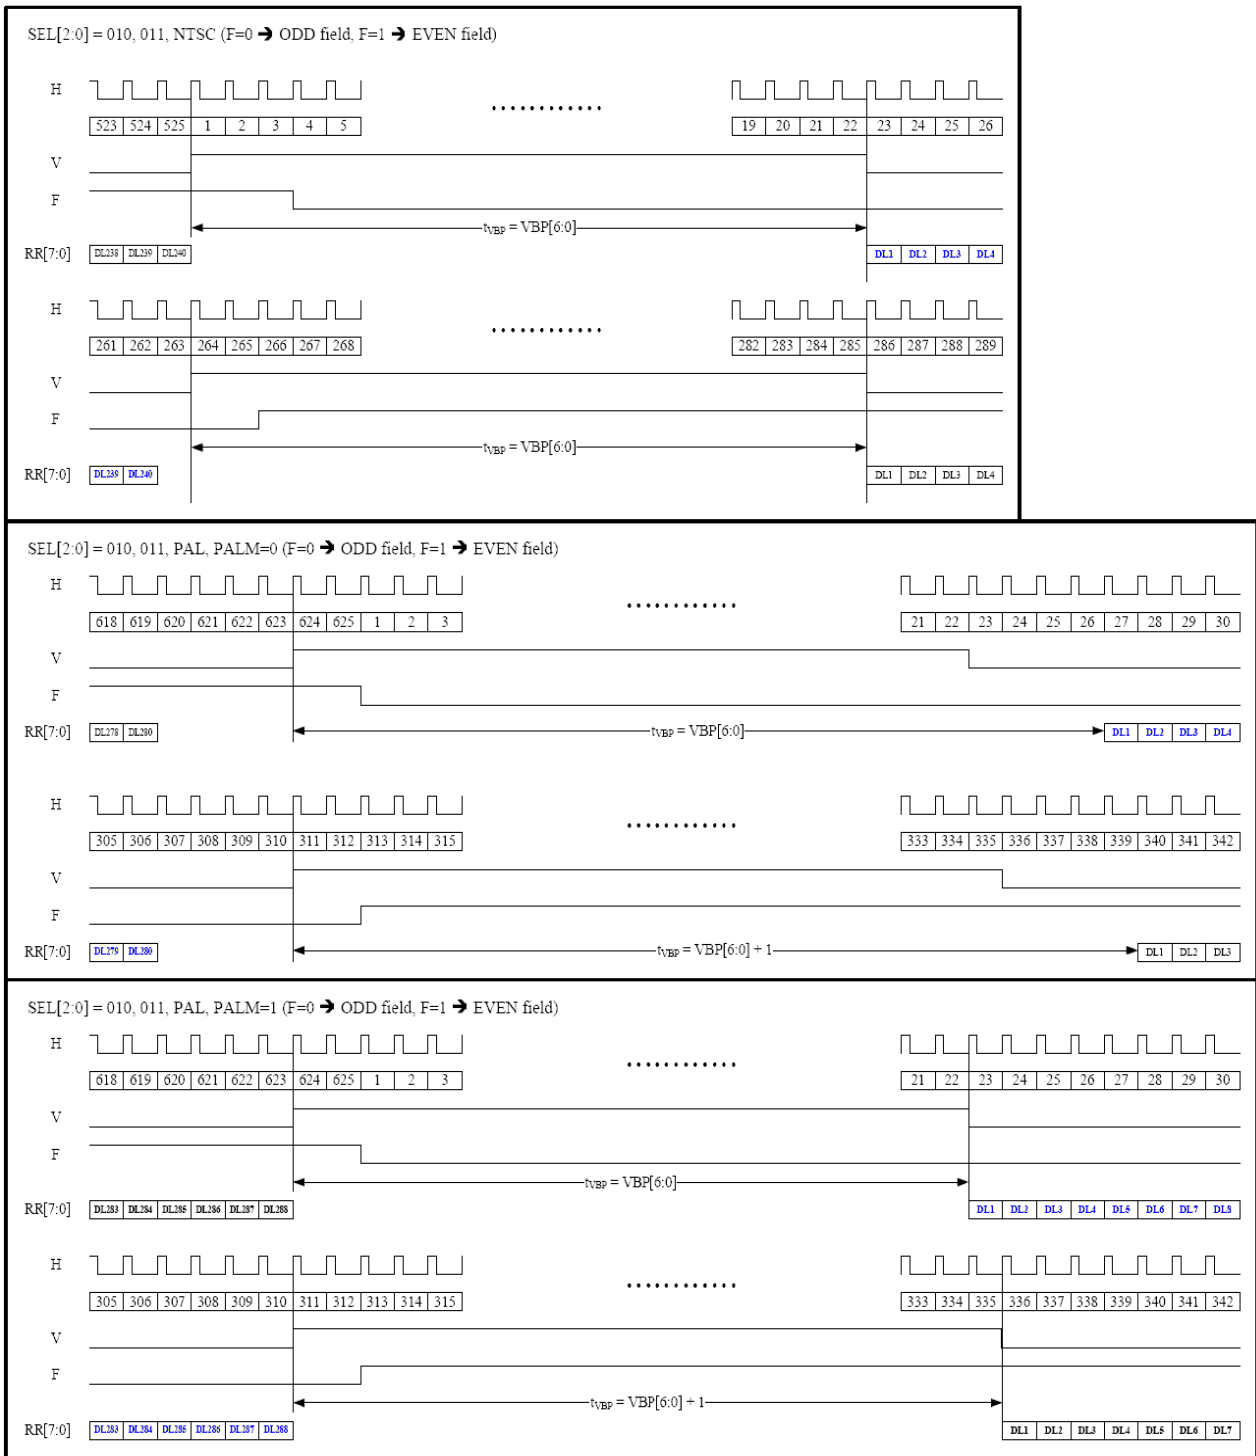 SEL[2:0] = 010, 011, NTSC (F=0 ➔ ODD field, F=1 ➔ EVEN field)
H
523 524 525 1 2 3 4 5 ............ 19 20 21 22 23 24 25 26
V
F
tVBP = VBP[6:0]
RR[7:0] DL238 DL239 DL240 DL1 DL2 DL3 DL4
H
261 262 263 264 265 266 267 268 ............ 282 283 284 285 286 287 288 289
V
F
tVBP = VBP[6:0]
RR[7:0] DL239 DL240 DL1 DL2 DL3 DL4
SEL[2:0] = 010, 011, PAL, PALM=0 (F=0 ➔ ODD field, F=1 ➔ EVEN field)
H
618 619 620 621 622 623 624 625 1 2 3 ............ 21 22 23 24 25 26 27 28 29 30
V
F
RR[7:0] DL278 DL280 tVBP = VBP[6:0] DL1 DL2 DL3 DL4
H
305 306 307 308 309 310 311 312 313 314 315 ............ 333 334 335 336 337 338 339 340 341 342
V
F
RR[7:0] DL279 DL280 tVBP = VBP[6:0] + 1 DL1 DL2 DL3
SEL[2:0] = 010, 011, PAL, PALM=1 (F=0 ➔ ODD field, F=1 ➔ EVEN field)
H
618 619 620 621 622 623 624 625 1 2 3 ............ 21 22 23 24 25 26 27 28 29 30
V
F
tVBP = VBP[6:0]
RR[7:0] DL283 DL284 DL285 DL286 DL287 DL288 DL1 DL2 DL3 DL4 DL5 DL6 DL7 DL8
H
305 306 307 308 309 310 311 312 313 314 315 ............ 333 334 335 336 337 338 339 340 341 342
V
F
tVBP = VBP[6:0] + 1
RR[7:0] DL283 DL284 DL285 DL286 DL287 DL288 DL1 DL2 DL3 DL4 DL5 DL6 DL7